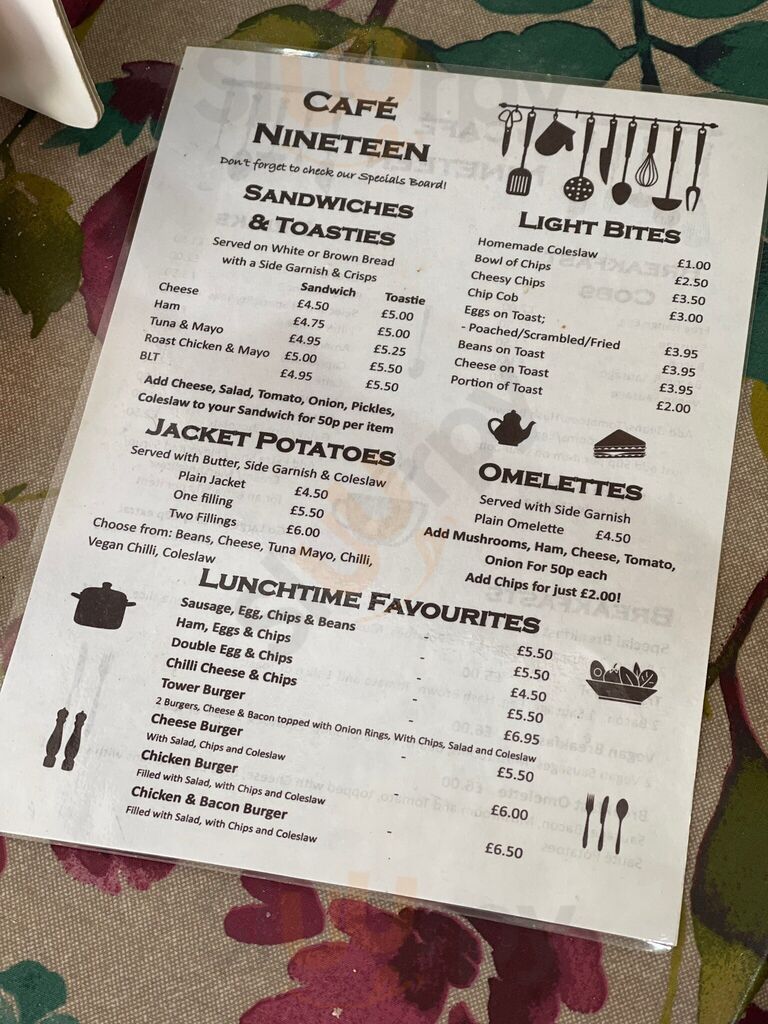 CAFÉ
NINETEEN
Don't forget to check our Specials Board!
SANDWICHES
& TOASTIES
Served on White or Brown Bread
with a Side Garnish & Crisps
Sandwich Toastie
Cheese £4.50 £5.00
Ham £4.75 £5.00
Tuna & Mayo £4.95 £5.25
Roast Chicken & Mayo £5.00 £5.50
BLT £4.95 £5.50
Add Cheese, Salad, Tomato, Onion, Pickles,
Coleslaw to your Sandwich for 50p per item
JACKET POTATOES
Served with Butter, Side Garnish & Coleslaw
Plain Jacket £4.50
One filling £5.50
Two Fillings £6.00
Choose from: Beans, Cheese, Tuna Mayo, Chilli,
Vegan Chilli, Coleslaw
LIGHT BITES
Homemade Coleslaw £1.00
Bowl of Chips £2.50
Cheesy Chips £3.50
Chip Cob £3.00
Eggs on Toast;
- Poached/Scrambled/Fried £3.95
Beans on Toast £3.95
Cheese on Toast £3.95
Portion of Toast £2.00
OMELETTES
Served with Side Garnish
Plain Omelette £4.50
Add Mushrooms, Ham, Cheese, Tomato,
Onion For 50p each
Add Chips for just £2.00!
LUNCHTIME FAVOURITES
Sausage, Egg, Chips & Beans - £5.50
Ham, Eggs & Chips - £5.50
Double Egg & Chips - £4.50
Chilli Cheese & Chips - £5.50
Tower Burger - £6.95
2 Burgers, Cheese & Bacon topped with Onion Rings, With Chips, Salad and Coleslaw
Cheese Burger - £5.50
With Salad, Chips and Coleslaw
Chicken Burger - £6.00
Filled with Salad, with Chips and Coleslaw
Chicken & Bacon Burger - £6.50
Filled with Salad, with Chips and Coleslaw